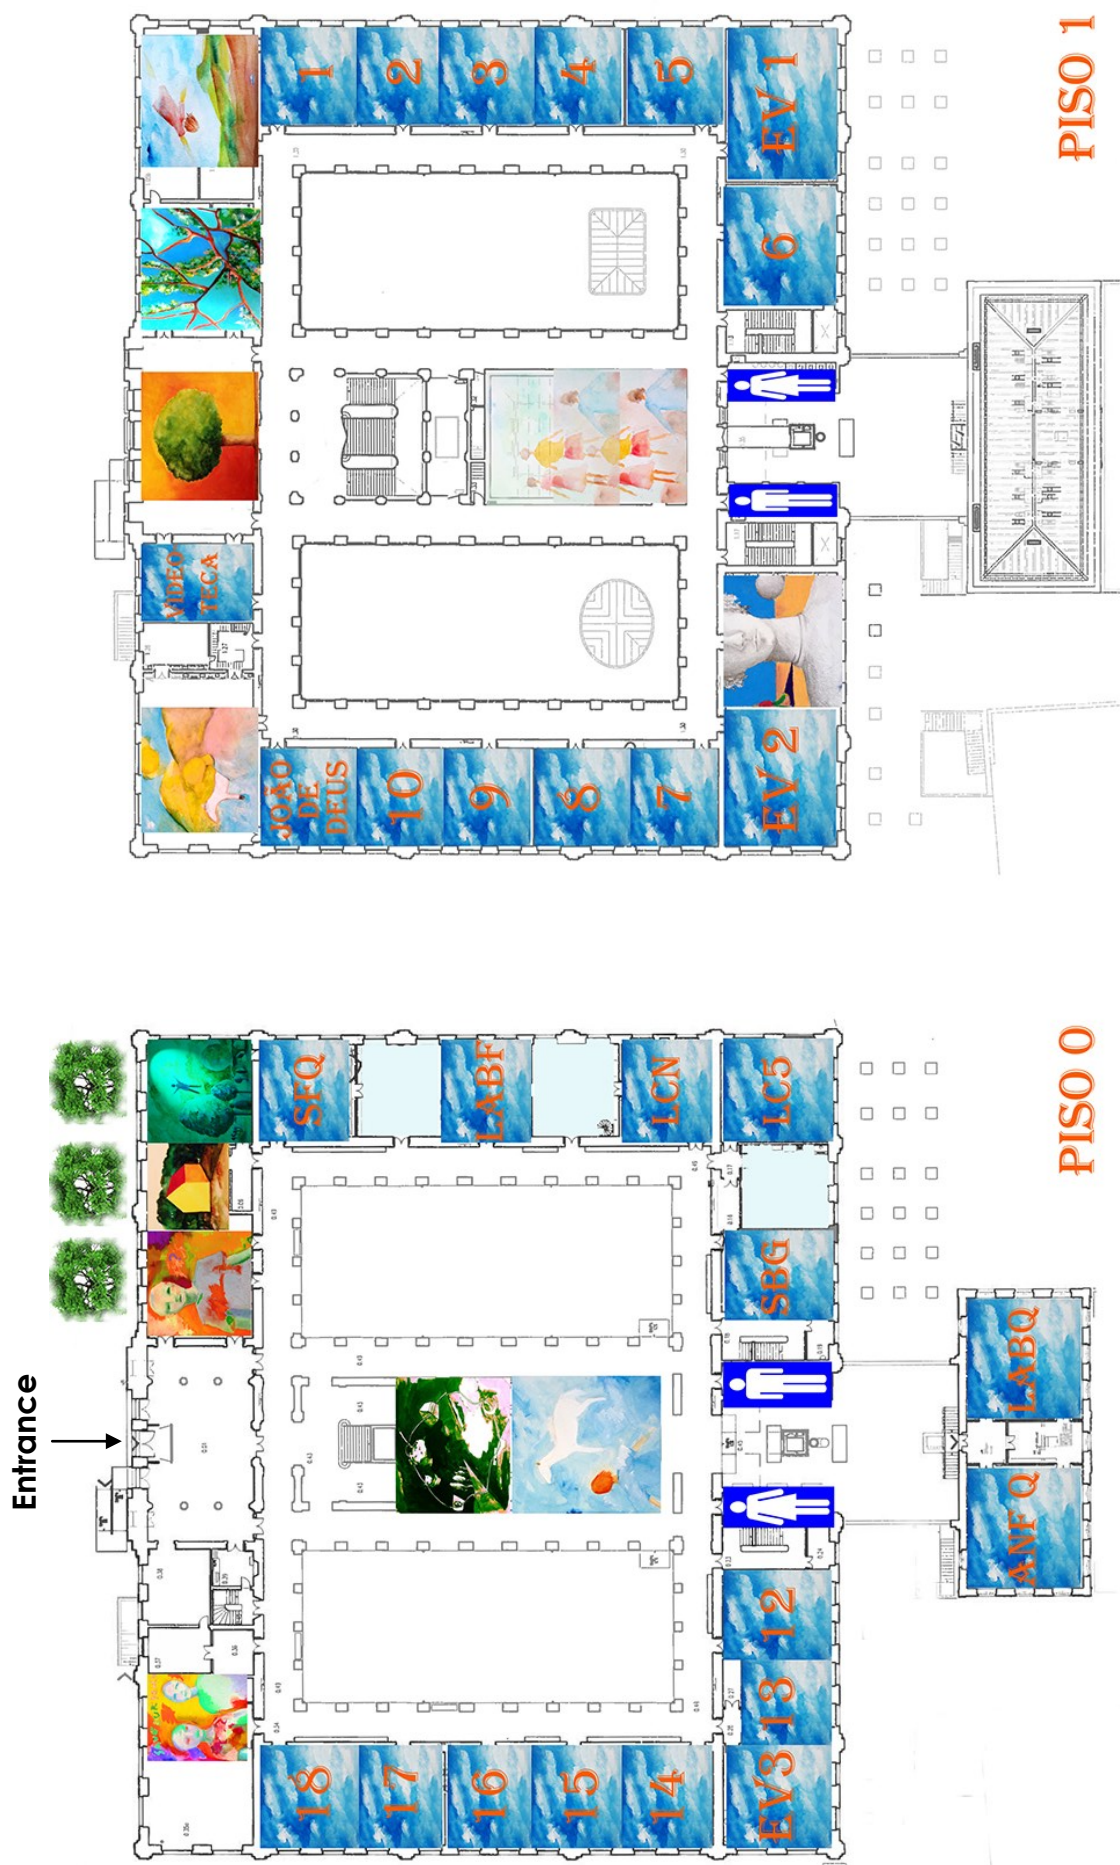 PISO 1
1
2
3
4
5
EV 1
6
VIDEO
TECA
JOÃO
DE
DEUS
10
9
8
7
EV 2
Entrance
PISO 0
SFQ
LABF
LCN
LC5
SBG
LABQ
ANF Q
12
13
EV3
18
17
16
15
14